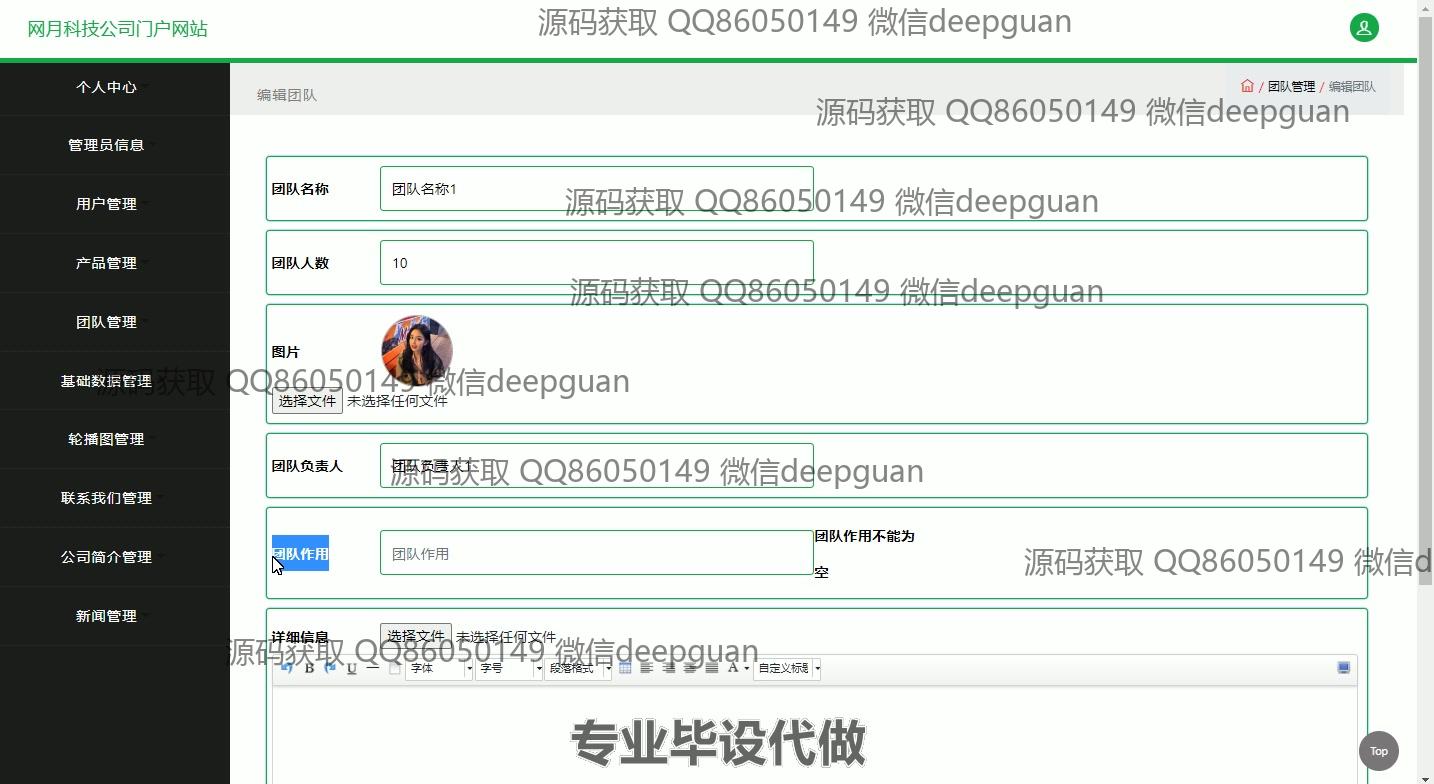 网月科技公司门户网站
源码获取 QQ86050149 微信deepguan
个人中心
编辑团队
/ 团队管理 / 编辑团队
源码获取 QQ86050149 微信deepguan
管理员信息
团队名称 团队名称1
源码获取 QQ86050149 微信deepguan
用户管理
产品管理
团队人数 10
源码获取 QQ86050149 微信deepguan
团队管理
图片
基础数据管理
源码获取 QQ86050149 微信deepguan
选择文件 未选择任何文件
轮播图管理
团队负责人 团队负责人1
源码获取 QQ86050149 微信deepguan
联系我们管理
团队作用 团队作用 团队作用不能为
空
公司简介管理
源码获取 QQ86050149 微信d
新闻管理
详细信息 选择文件 未选择任何文件
源码获取 QQ86050149 微信deepguan
B U 字体 字号 段落格式 A 自定义标题
专业毕设代做
Top